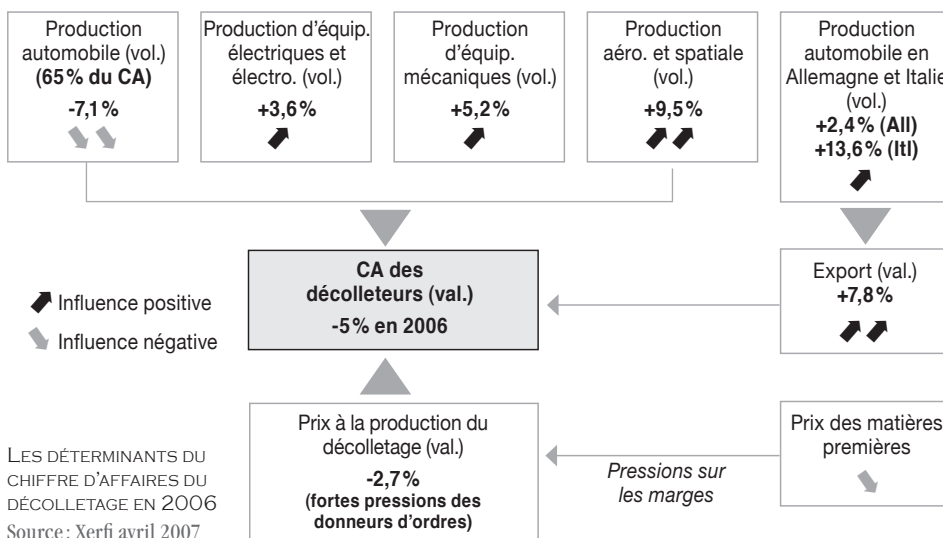 Production
automobile (vol.)
(65% du CA)
-7,1%
Production d'équip.
électriques et
électro. (vol.)
+3,6%
Production
d'équip.
mécaniques (vol.)
+5,2%
Production
aéro. et spatiale
(vol.)
+9,5%
Production
automobile en
Allemagne et Italie
(vol.)
+2,4% (All)
+13,6% (Itl)
CA des
décolleteurs (val.)
-5% en 2006
Export (val.)
+7,8%
Influence positive
Influence négative
Prix à la production du
décolletage (val.)
-2,7%
(fortes pressions des
donneurs d'ordres)
Pressions sur
les marges
Prix des matières
premières
LES DÉTERMINANTS DU
CHIFFRE D'AFFAIRES DU
DÉCOLLETAGE EN 2006
Source: Xerfi avril 2007